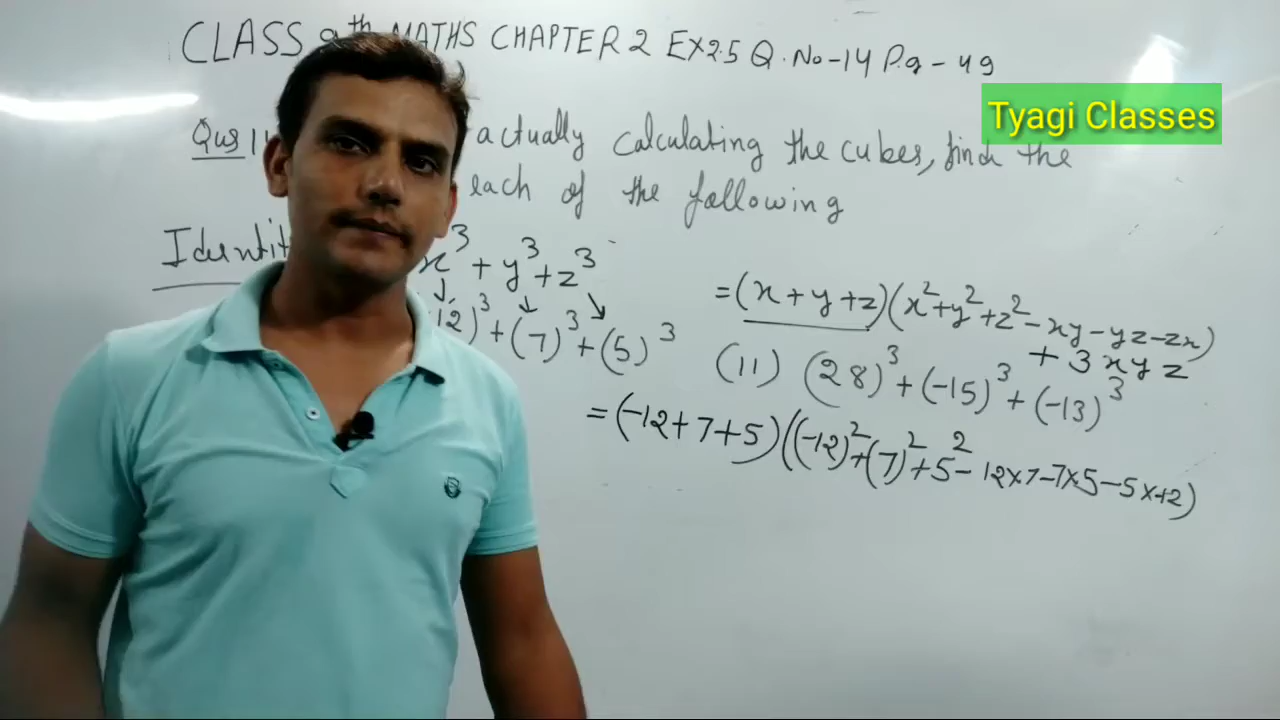 CLASS 9th MATHS CHAPTER 2 EX 2.5 Q.No-14 P.g-49
Tyagi Classes
Qus actually calculating the cubes, find the
each of the following
x³ + y³ + z³ = (x + y + z)(x² + y² + z² - xy - yz - zx) + 3xyz
12)³ + (7)³ + (5)³ (11) (28)³ + (-15)³ + (-13)³
= (-12 + 7 + 5)((-12)² + (7)² + 5² - 12×7 - 7×5 - 5×-12)